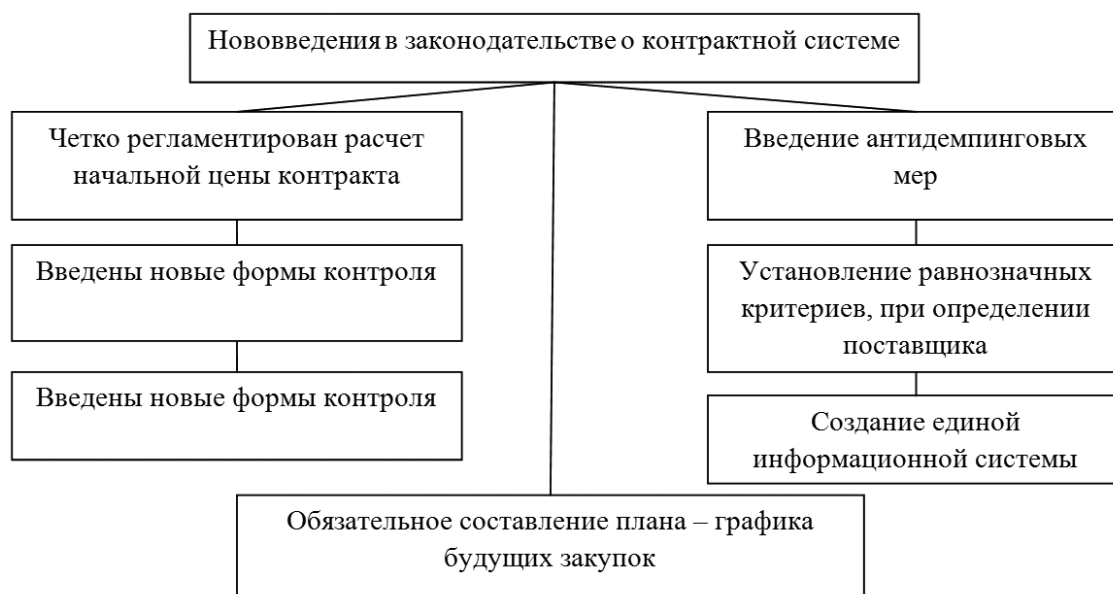 Нововведения в законодательстве о контрактной системе
Четко регламентирован расчет
начальной цены контракта
Введены новые формы контроля
Введены новые формы контроля
Введение антидемпинговых
мер
Установление равнозначных
критериев, при определении
поставщика
Создание единой
информационной системы
Обязательное составление плана – графика
будущих закупок